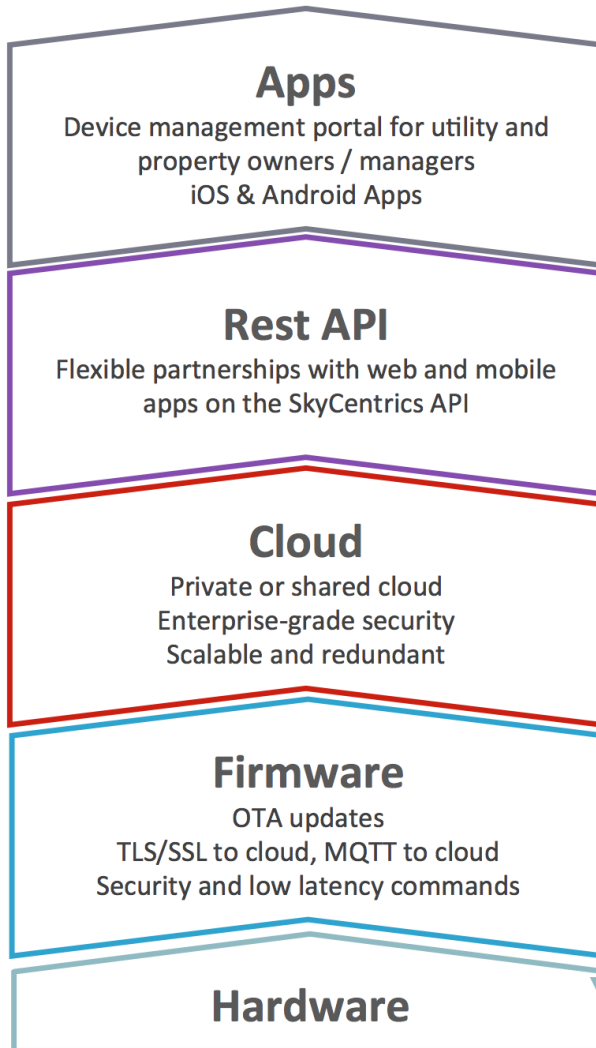 Apps
Device management portal for utility and
property owners / managers
iOS & Android Apps
Rest API
Flexible partnerships with web and mobile
apps on the SkyCentrics API
Cloud
Private or shared cloud
Enterprise-grade security
Scalable and redundant
Firmware
OTA updates
TLS/SSL to cloud, MQTT to cloud
Security and low latency commands
Hardware